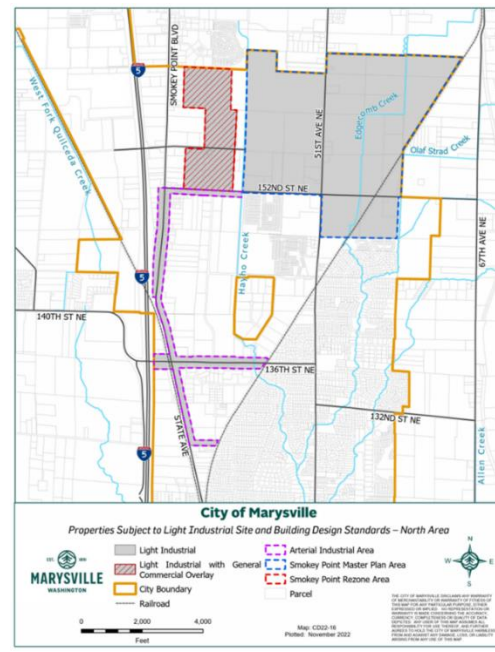 SMOKEY POINT BLVD
5
West Fork Quilceda Creek
Edgecomb Creek
51ST AVE NE
Olaf Strad Creek
152ND ST NE
67TH AVE NE
Hayho Creek
5
140TH ST NE
136TH ST NE
132ND ST NE
STATE AVE
Allen Creek
5
City of Marysville
Properties Subject to Light Industrial Site and Building Design Standards – North Area
MARYSVILLE
WASHINGTON
Light Industrial
Light Industrial with General
Commercial Overlay
City Boundary
Railroad
Arterial Industrial Area
Smokey Point Master Plan Area
Smokey Point Rezone Area
Parcel
N
W
E
S
0 2,000 4,000
Feet
Map: CD22-16
Plotted: November 2022